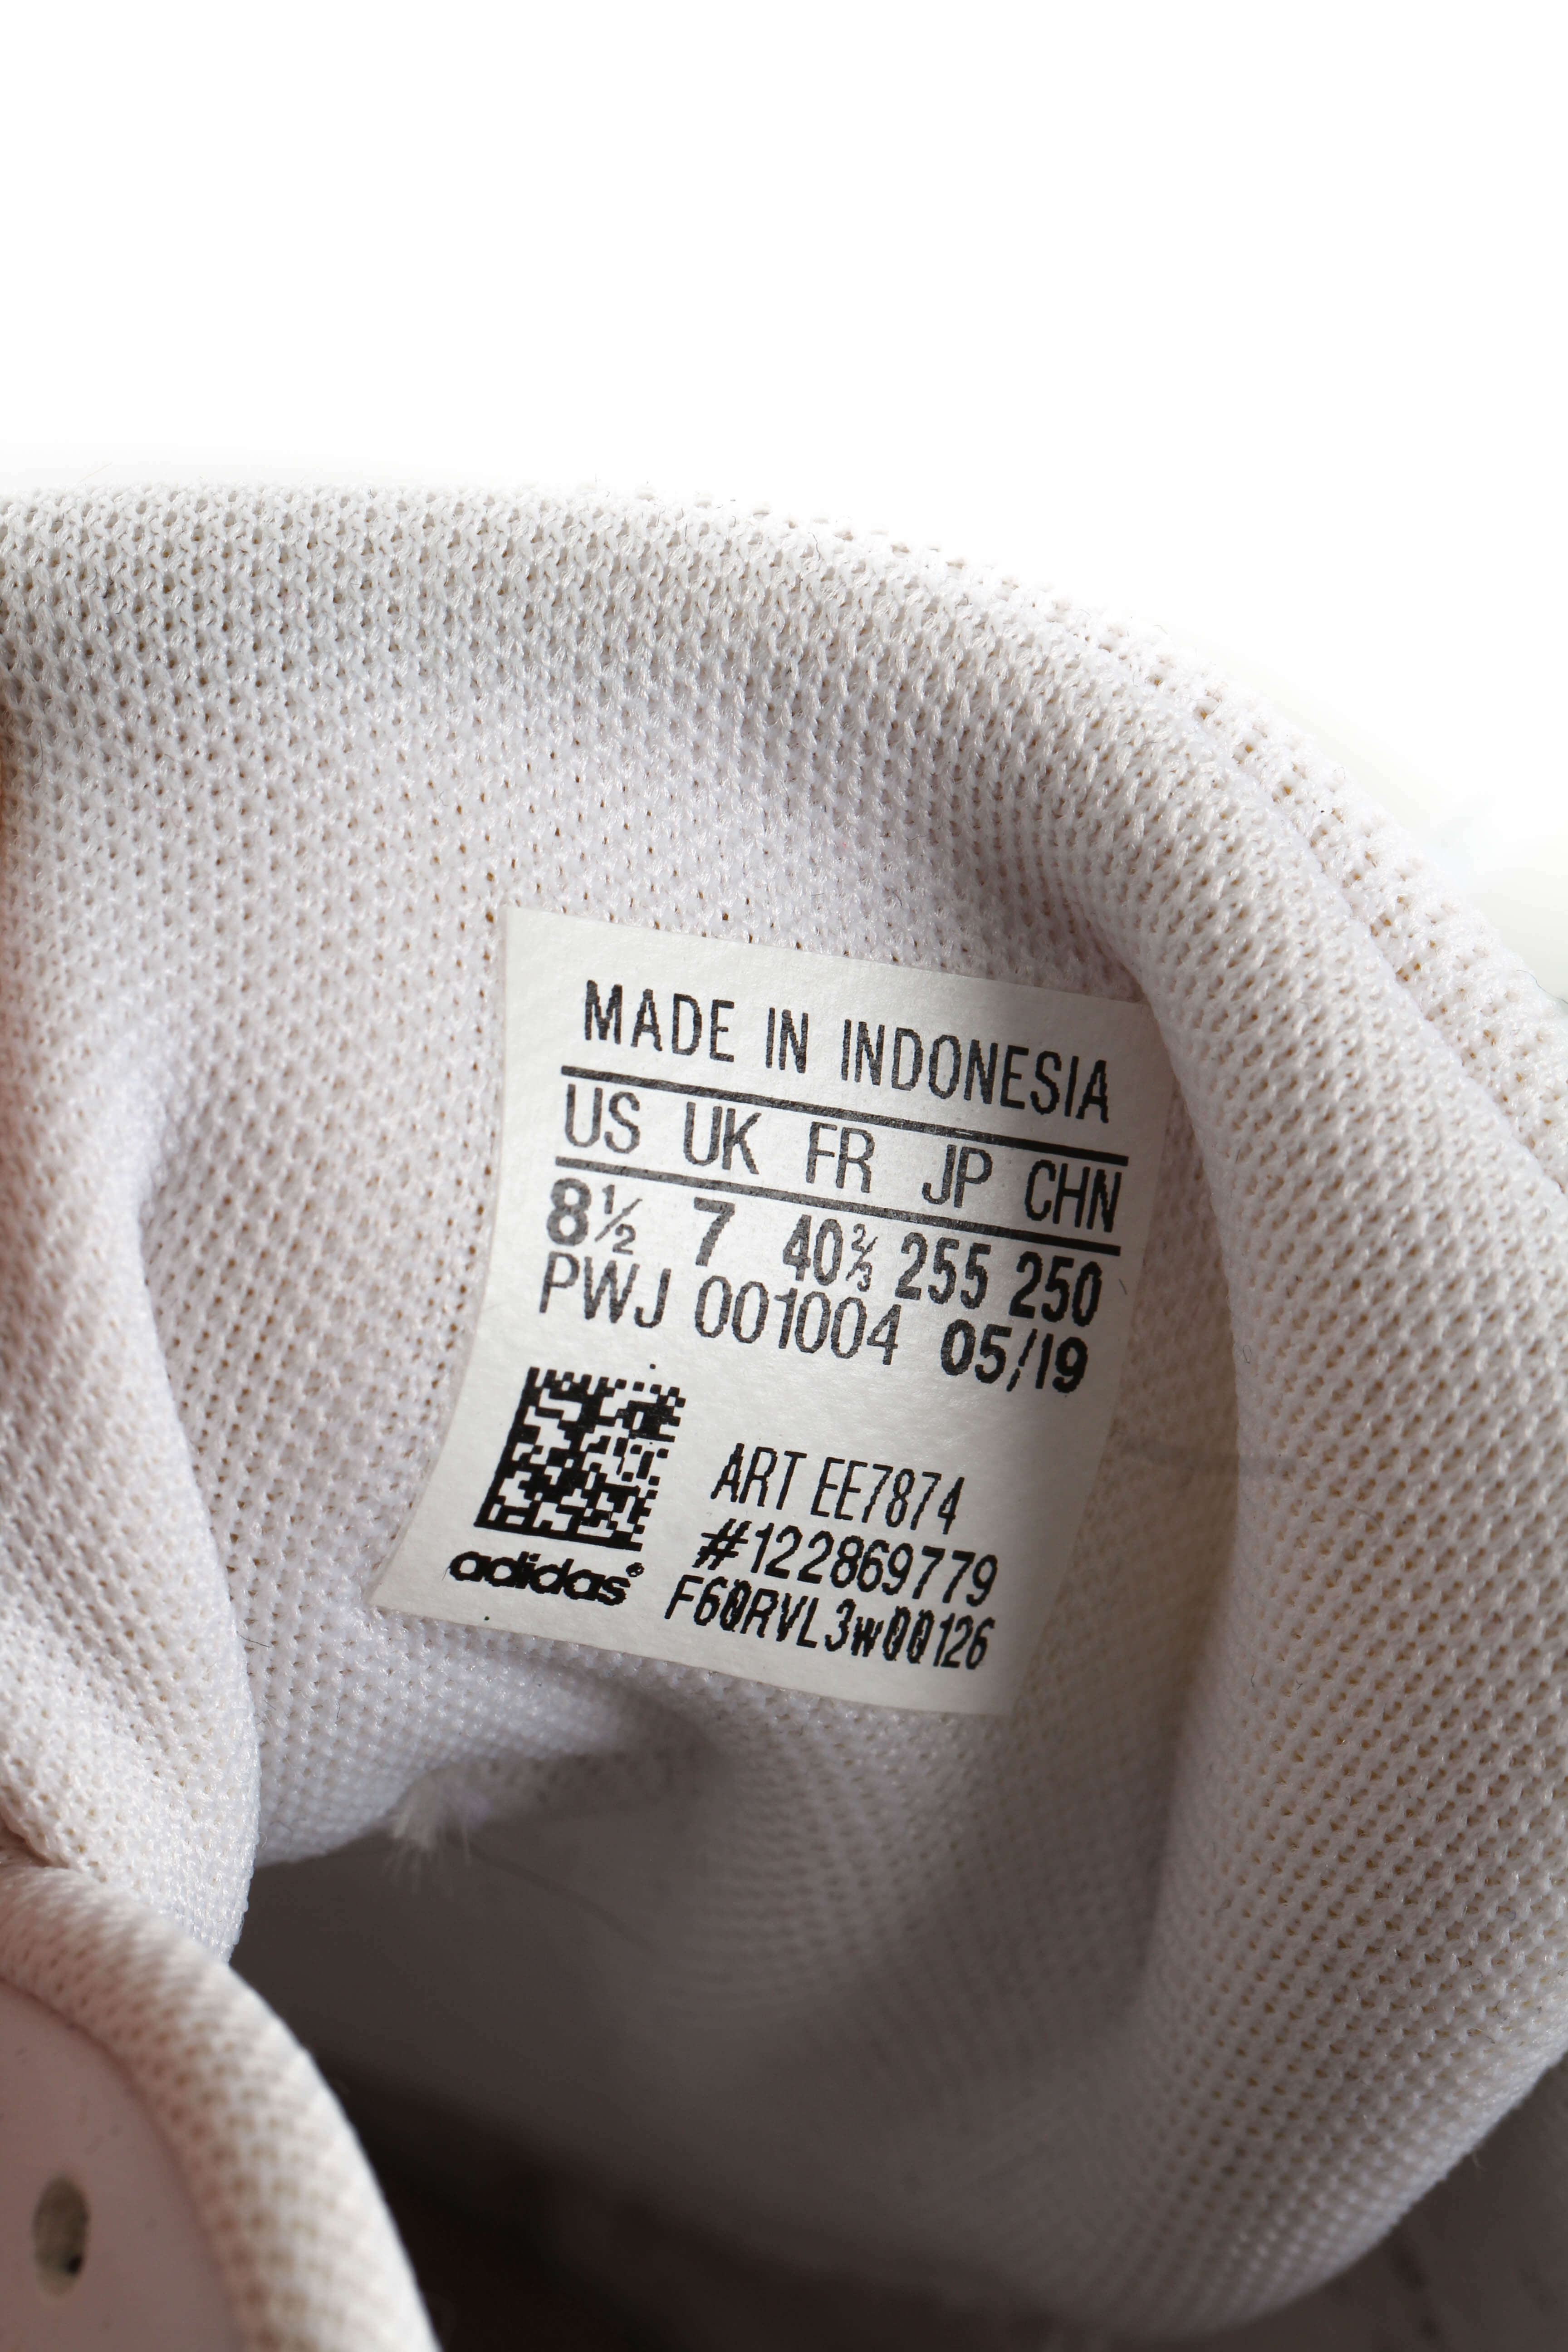 MADE IN INDONESIA
US UK FR JP CHN
8½ 7 40⅔ 255 250
PWJ 001004 05/19
ART EE7874
#122869779
adidas® F60RVL3w00126